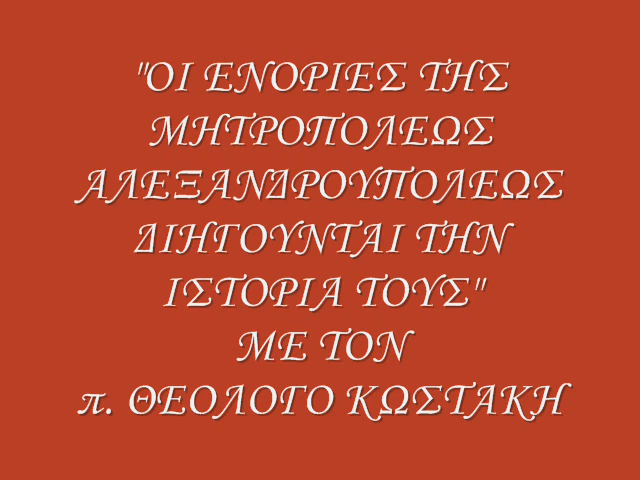 "ΟΙ ΕΝΟΡΙΕΣ ΤΗΣ
ΜΗΤΡΟΠΟΛΕΩΣ
ΑΛΕΞΑΝΔΡΟΥΠΟΛΕΩΣ
ΔΙΗΓΟΥΝΤΑΙ ΤΗΝ
ΙΣΤΟΡΙΑ ΤΟΥΣ"
ΜΕ ΤΟΝ
π. ΘΕΟΛΟΓΟ ΚΩΣΤΑΚΗ